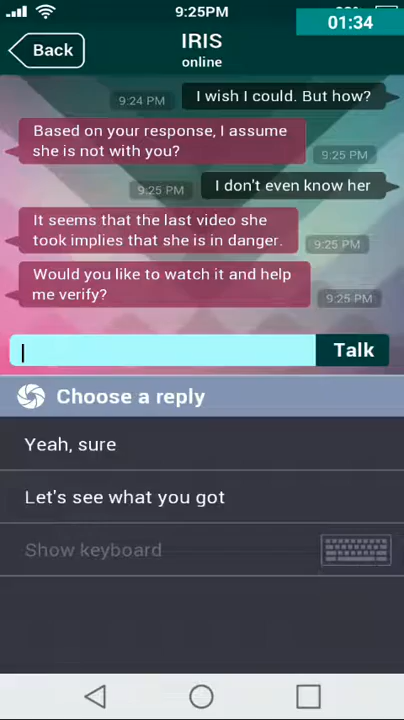 9:25PM
01:34
Back
IRIS
online
9:24 PM
I wish I could. But how?
Based on your response, I assume
she is not with you?
9:25 PM
9:25 PM
I don't even know her
It seems that the last video she
took implies that she is in danger.
9:25 PM
Would you like to watch it and help
me verify?
9:25 PM
Talk
Choose a reply
Yeah, sure
Let's see what you got
Show keyboard